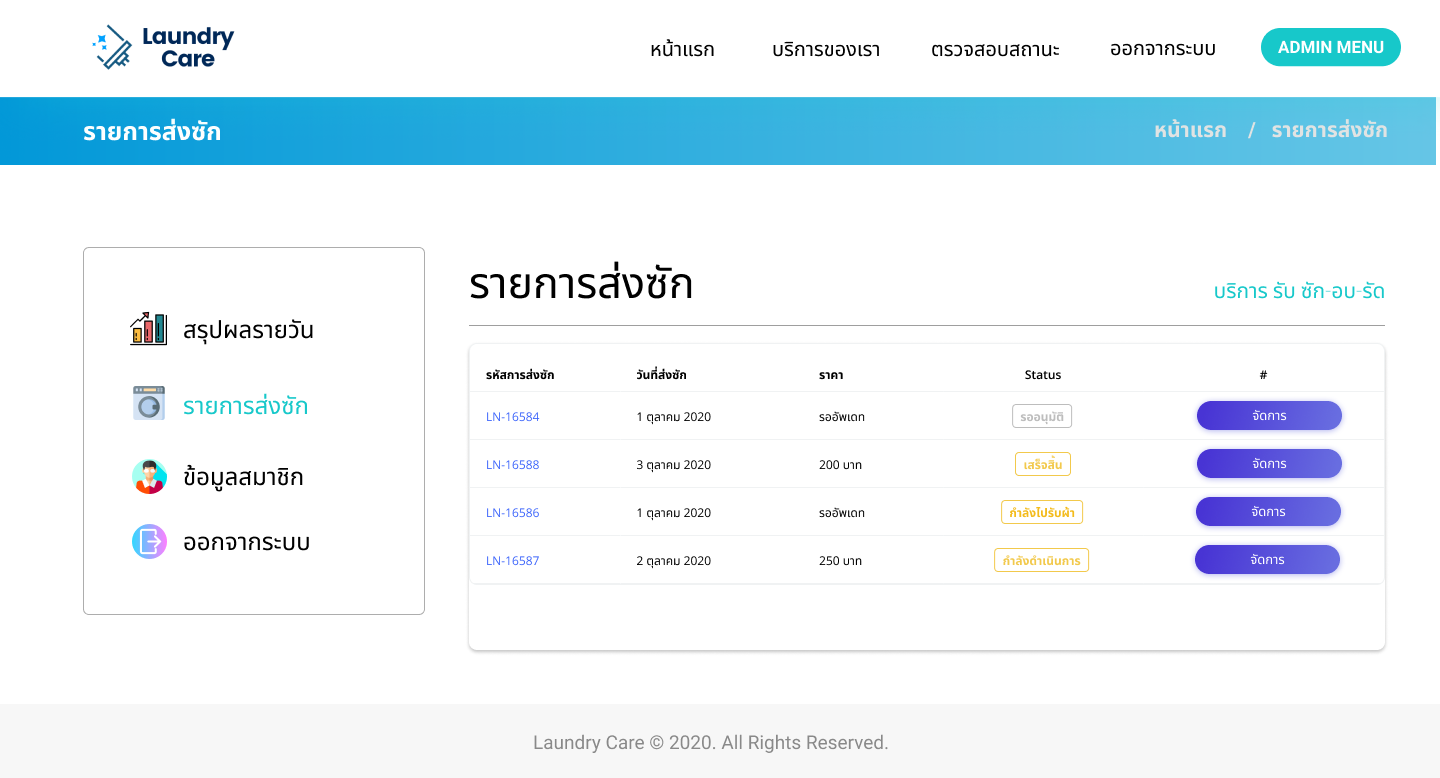 Laundry
Care
หน้าแรก บริการของเรา ตรวจสอบสถานะ ออกจากระบบ ADMIN MENU
รายการส่งซัก หน้าแรก / รายการส่งซัก
สรุปผลรายวัน
รายการส่งซัก
ข้อมูลสมาชิก
ออกจากระบบ
รายการส่งซัก บริการ รับ ซัก-อบ-รัด
รหัสการส่งซัก วันที่ส่งซัก ราคา Status #
LN-16584 1 ตุลาคม 2020 รออัพเดท รออนุมัติ จัดการ
LN-16588 3 ตุลาคม 2020 200 บาท เสร็จสิ้น จัดการ
LN-16586 1 ตุลาคม 2020 รออัพเดท กำลังไปรับผ้า จัดการ
LN-16587 2 ตุลาคม 2020 250 บาท กำลังดำเนินการ จัดการ
Laundry Care © 2020. All Rights Reserved.